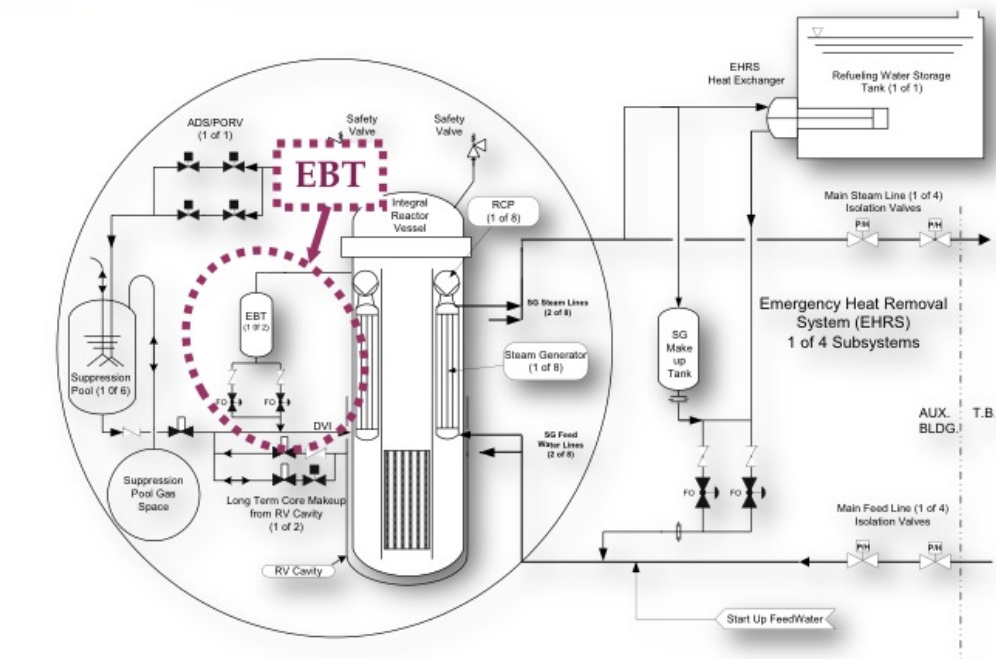 EHRS
Heat Exchanger
Refueling Water Storage
Tank (1 of 1)
ADS/PORV
(1 of 1)
Safety
Valve
Safety
Valve
EBT
Integral
Reactor
Vessel
RCP
(1 of 8)
Main Steam Line (1 of 4)
Isolation Valves
P/H
P/H
SG Steam Lines
(2 of 8)
Emergency Heat Removal
System (EHRS)
1 of 4 Subsystems
EBT
(1 of 2)
SG
Make
up
Tank
Steam Generator
(1 of 8)
Suppression
Pool (1 of 6)
FO
FO
DVI
AUX.
BLDG.
T.B.
SG Feed
Water Lines
(2 of 8)
Suppression
Pool Gas
Space
Long Term Core Makeup
from RV Cavity
(1 of 2)
FO
FO
Main Feed Line (1 of 4)
Isolation Valves
P/H
P/H
RV Cavity
Start Up FeedWater